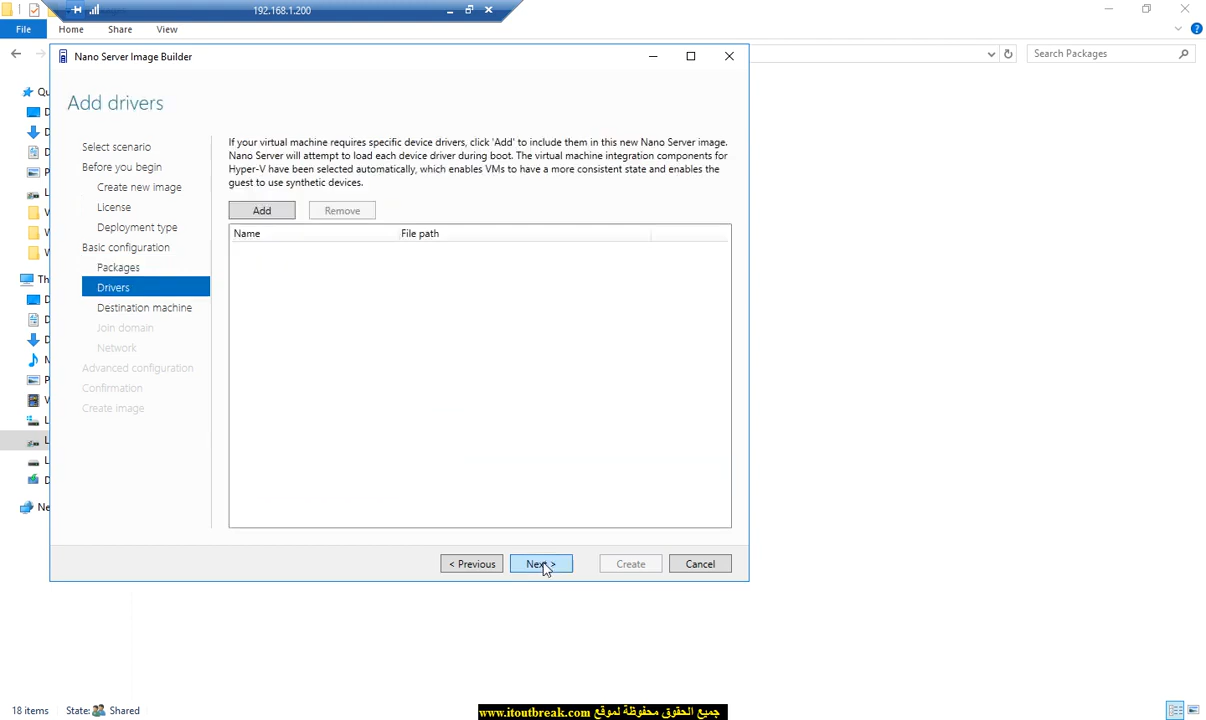 192.168.1.200
File
Home
Share
View
Search Packages
Nano Server Image Builder
Add drivers
Select scenario
Before you begin
Create new image
License
Deployment type
Basic configuration
Packages
Drivers
Destination machine
Join domain
Network
Advanced configuration
Confirmation
Create image
If your virtual machine requires specific device drivers, click 'Add' to include them in this new Nano Server image.
Nano Server will attempt to load each device driver during boot. The virtual machine integration components for
Hyper-V have been selected automatically, which enables VMs to have a more consistent state and enables the
guest to use synthetic devices.
Add
Remove
Name
File path
< Previous
Next >
Create
Cancel
18 items
State: Shared
جميع الحقوق محفوظة لموقع www.itoutbreak.com